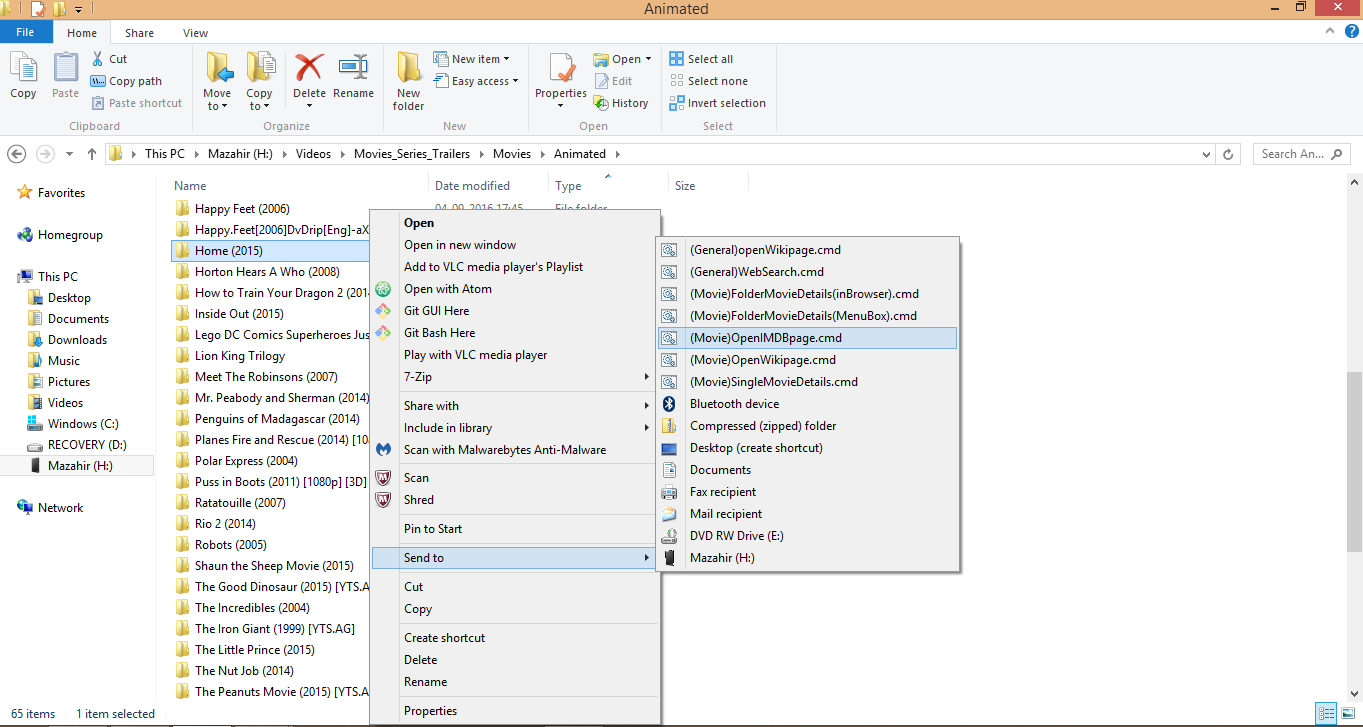 Animated
File Home Share View
Copy
Paste
Cut
Copy path
Paste shortcut
Clipboard
Move to
Copy to
Delete
Rename
Organize
New folder
New item
Easy access
New
Properties
Open
Edit
History
Open
Select all
Select none
Invert selection
Select
This PC Mazahir (H:) Videos Movies_Series_Trailers Movies Animated
Search An...
Favorites
Homegroup
This PC
Desktop
Documents
Downloads
Music
Pictures
Videos
Windows (C:)
RECOVERY (D:)
Mazahir (H:)
Network
Name Date modified Type Size
Happy Feet (2006) 04-09-2016 17:45 File folder
Happy.Feet[2006]DvDrip[Eng]-aX
Home (2015)
Horton Hears A Who (2008)
How to Train Your Dragon 2 (2014
Inside Out (2015)
Lego DC Comics Superheroes Jus
Lion King Trilogy
Meet The Robinsons (2007)
Mr. Peabody and Sherman (2014)
Penguins of Madagascar (2014)
Planes Fire and Rescue (2014) [10
Polar Express (2004)
Puss in Boots (2011) [1080p] [3D]
Ratatouille (2007)
Rio 2 (2014)
Robots (2005)
Shaun the Sheep Movie (2015)
The Good Dinosaur (2015) [YTS.A
The Incredibles (2004)
The Iron Giant (1999) [YTS.AG]
The Little Prince (2015)
The Nut Job (2014)
The Peanuts Movie (2015) [YTS.A
Open
Open in new window
Add to VLC media player's Playlist
Open with Atom
Git GUI Here
Git Bash Here
Play with VLC media player
7-Zip
Share with
Include in library
Scan with Malwarebytes Anti-Malware
Scan
Shred
Pin to Start
Send to
Cut
Copy
Create shortcut
Delete
Rename
Properties
(General)openWikipage.cmd
(General)WebSearch.cmd
(Movie)FolderMovieDetails(inBrowser).cmd
(Movie)FolderMovieDetails(MenuBox).cmd
(Movie)OpenIMDBpage.cmd
(Movie)OpenWikipage.cmd
(Movie)SingleMovieDetails.cmd
Bluetooth device
Compressed (zipped) folder
Desktop (create shortcut)
Documents
Fax recipient
Mail recipient
DVD RW Drive (E:)
Mazahir (H:)
65 items 1 item selected